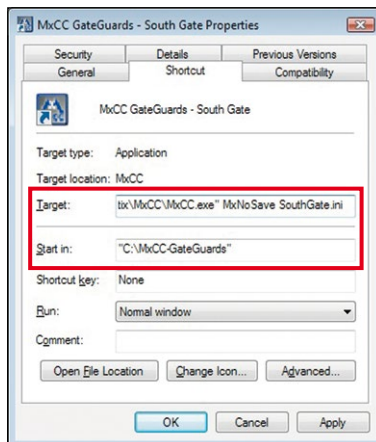 MxCC GateGuards - South Gate Properties
Security Details Previous Versions
General Shortcut Compatibility
MxCC GateGuards - South Gate
Target type: Application
Target location: MxCC
Target: tix\MxCC\MxCC.exe" MxNoSave SouthGate.ini
Start in: "C:\MxCC-GateGuards"
Shortcut key: None
Run: Normal window
Comment:
Open File Location Change Icon... Advanced...
OK Cancel Apply